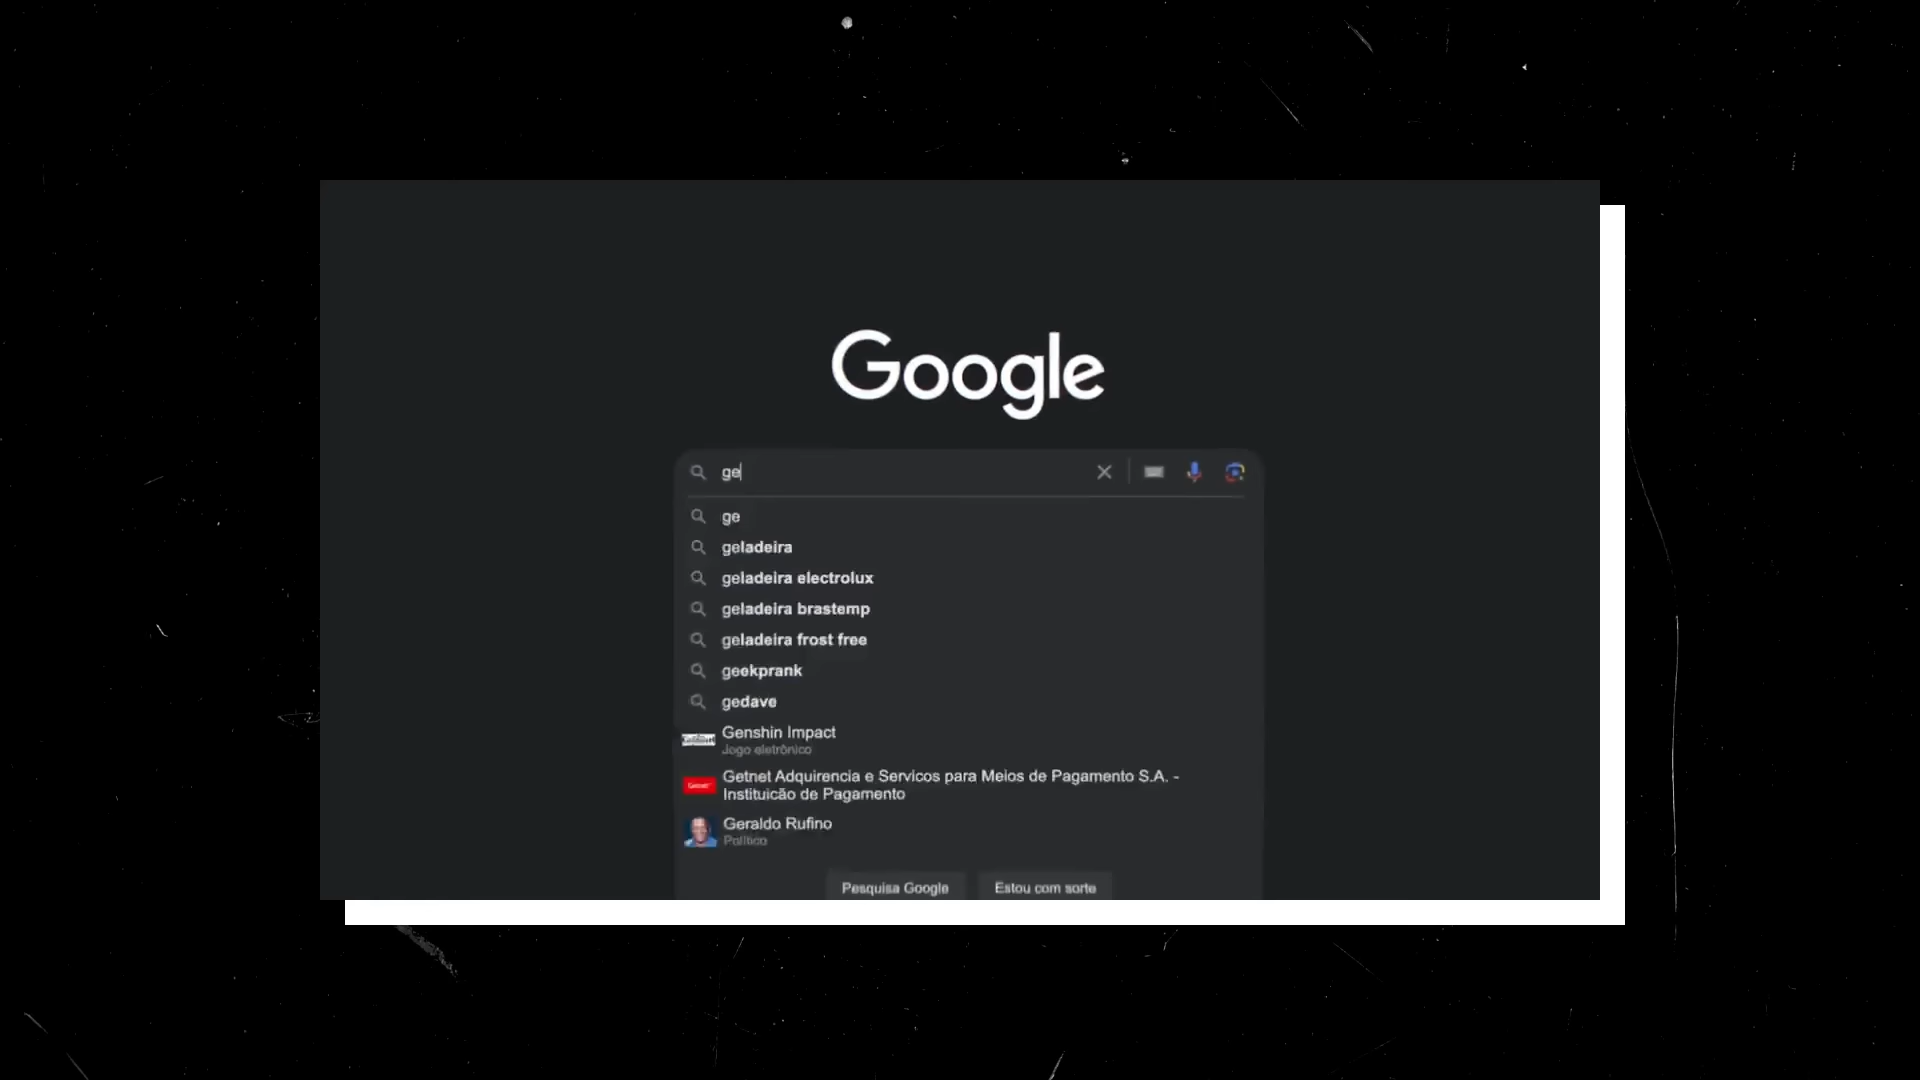 Google
ge
ge
geladeira
geladeira electrolux
geladeira brastemp
geladeira frost free
geekprank
gedave
Genshin Impact
Jogo eletrônico
Getnet Adquirencia e Servicos para Meios de Pagamento S.A. -
Instituicão de Pagamento
Geraldo Rufino
Político
Pesquisa Google
Estou com sorte